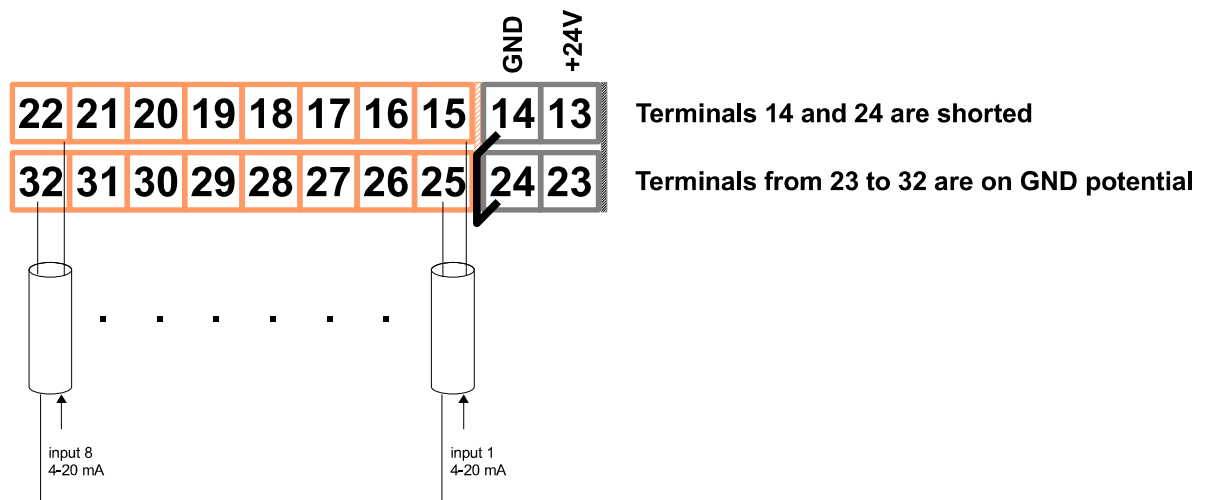 GND +24V
22 21 20 19 18 17 16 15 14 13 Terminals 14 and 24 are shorted
32 31 30 29 28 27 26 25 24 23 Terminals from 23 to 32 are on GND potential
input 8 input 1
4-20 mA 4-20 mA